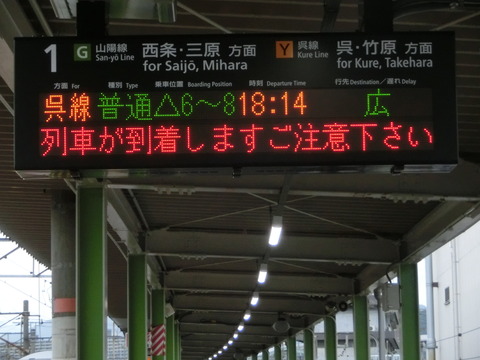 1 G 山陽線 San-yō Line 西条・三原 方面 for Saijō, Mihara Y 呉線 Kure Line 呉・竹原 方面 for Kure, Takehara
方面 For 種別 Type 乗車位置 Boarding Position 時刻 Departure Time 行先 Destination/遅れ Delay
呉線 普通 △6～8 18:14 広
列車が到着しますご注意下さい